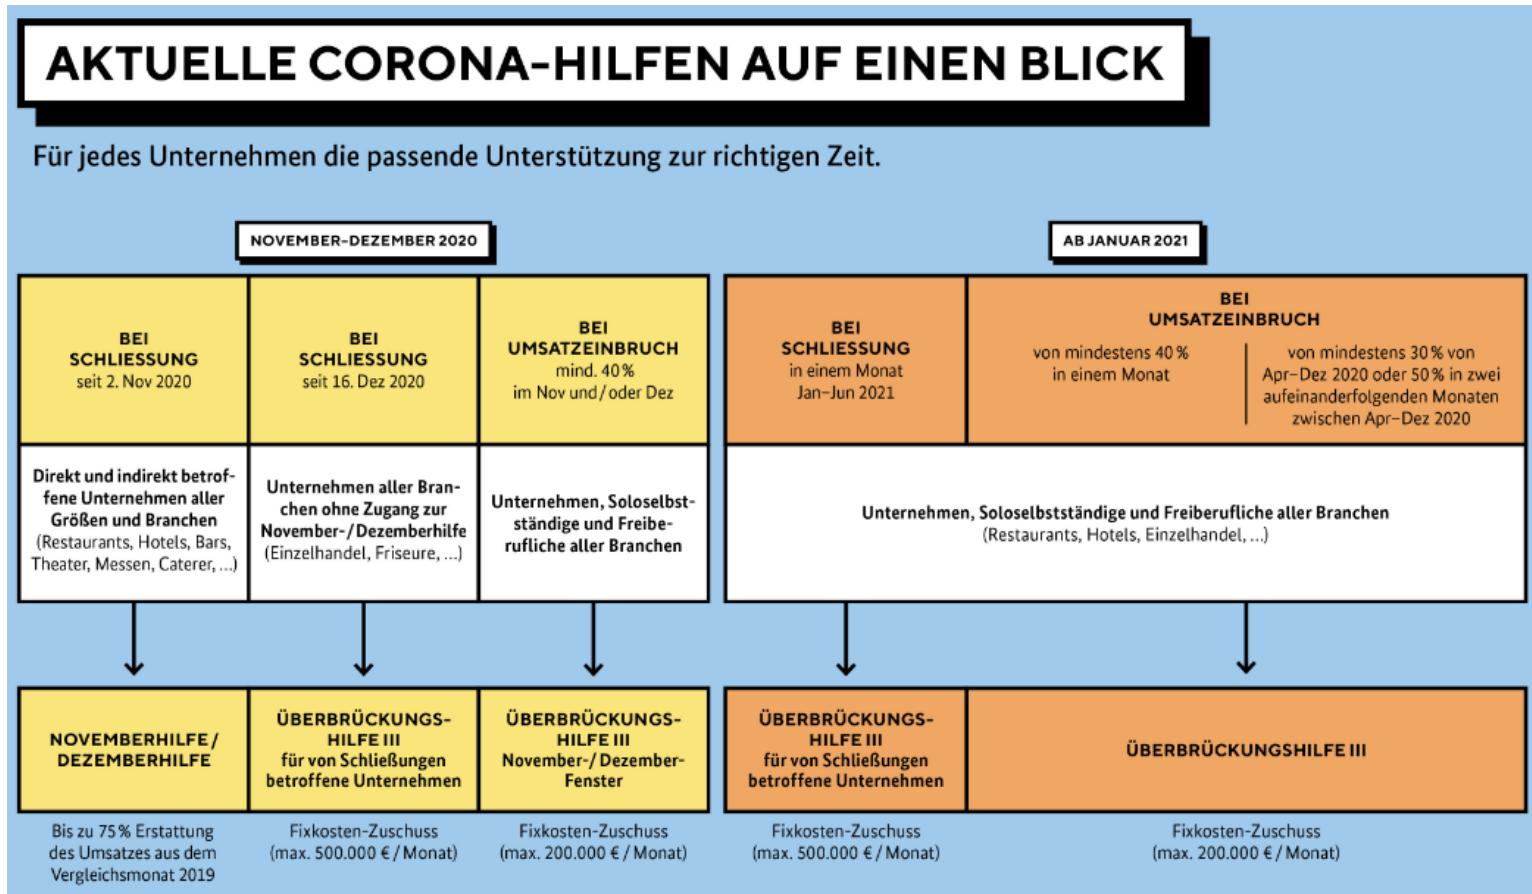 AKTUELLE CORONA-HILFEN AUF EINEN BLICK
Für jedes Unternehmen die passende Unterstützung zur richtigen Zeit.
NOVEMBER–DEZEMBER 2020
BEI
SCHLIESSUNG
seit 2. Nov 2020
BEI
SCHLIESSUNG
seit 16. Dez 2020
BEI
UMSATZEINBRUCH
mind. 40 %
im Nov und/oder Dez
Direkt und indirekt betrof-
fene Unternehmen aller
Größen und Branchen
(Restaurants, Hotels, Bars,
Theater, Messen, Caterer, ...)
Unternehmen aller Bran-
chen ohne Zugang zur
November-/Dezemberhilfe
(Einzelhandel, Friseure, ...)
Unternehmen, Soloselbst-
ständige und Freibe-
rufliche aller Branchen
NOVEMBERHILFE/
DEZEMBERHILFE
ÜBERBRÜCKUNGS-
HILFE III
für von Schließungen
betroffene Unternehmen
ÜBERBRÜCKUNGS-
HILFE III
November-/Dezember-
Fenster
Bis zu 75 % Erstattung
des Umsatzes aus dem
Vergleichsmonat 2019
Fixkosten-Zuschuss
(max. 500.000 €/Monat)
Fixkosten-Zuschuss
(max. 200.000 €/Monat)
AB JANUAR 2021
BEI
SCHLIESSUNG
in einem Monat
Jan–Jun 2021
BEI
UMSATZEINBRUCH
von mindestens 40 %
in einem Monat
von mindestens 30 % von
Apr–Dez 2020 oder 50 % in zwei
aufeinanderfolgenden Monaten
zwischen Apr–Dez 2020
Unternehmen, Soloselbstständige und Freiberufliche aller Branchen
(Restaurants, Hotels, Einzelhandel, ...)
ÜBERBRÜCKUNGS-
HILFE III
für von Schließungen
betroffene Unternehmen
ÜBERBRÜCKUNGSHILFE III
Fixkosten-Zuschuss
(max. 500.000 €/Monat)
Fixkosten-Zuschuss
(max. 200.000 €/Monat)